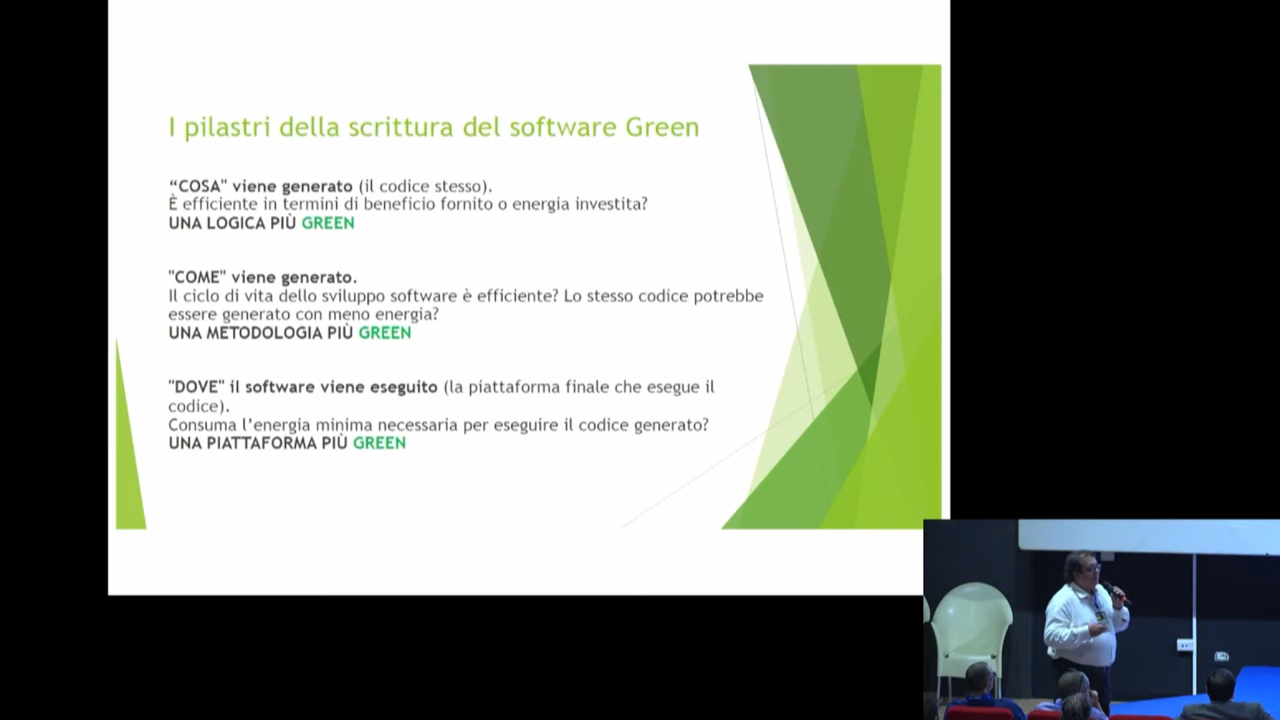 I pilastri della scrittura del software Green
“COSA" viene generato (il codice stesso).
È efficiente in termini di beneficio fornito o energia investita?
UNA LOGICA PIÙ GREEN
"COME" viene generato.
Il ciclo di vita dello sviluppo software è efficiente? Lo stesso codice potrebbe
essere generato con meno energia?
UNA METODOLOGIA PIÙ GREEN
"DOVE" il software viene eseguito (la piattaforma finale che esegue il
codice).
Consuma l’energia minima necessaria per eseguire il codice generato?
UNA PIATTAFORMA PIÙ GREEN